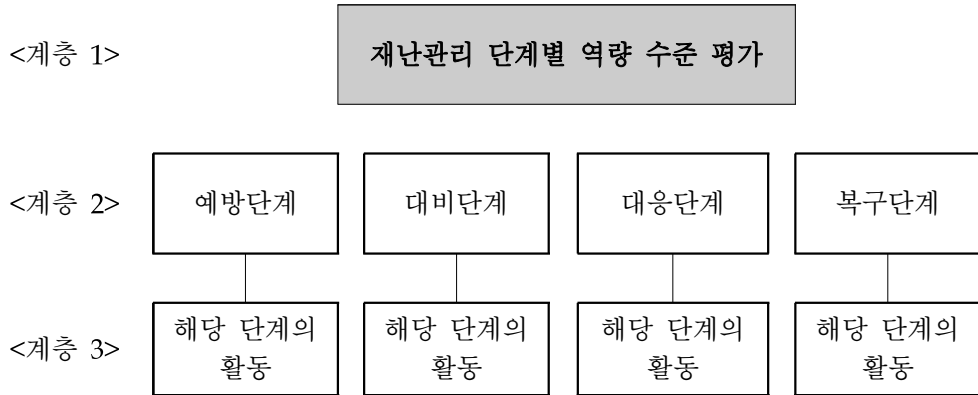 <계층 1>
재난관리 단계별 역량 수준 평가
<계층 2>
예방단계
대비단계
대응단계
복구단계
<계층 3>
해당 단계의
활동
해당 단계의
활동
해당 단계의
활동
해당 단계의
활동